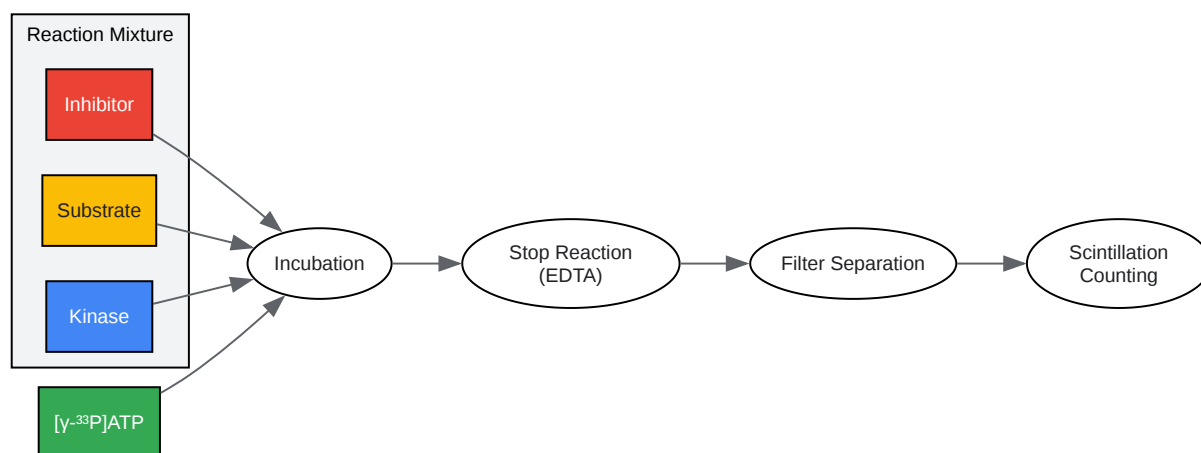 Reaction Mixture
Inhibitor
Substrate
Kinase
[γ-³³P]ATP
Incubation
Stop Reaction
(EDTA)
Filter Separation
Scintillation
Counting